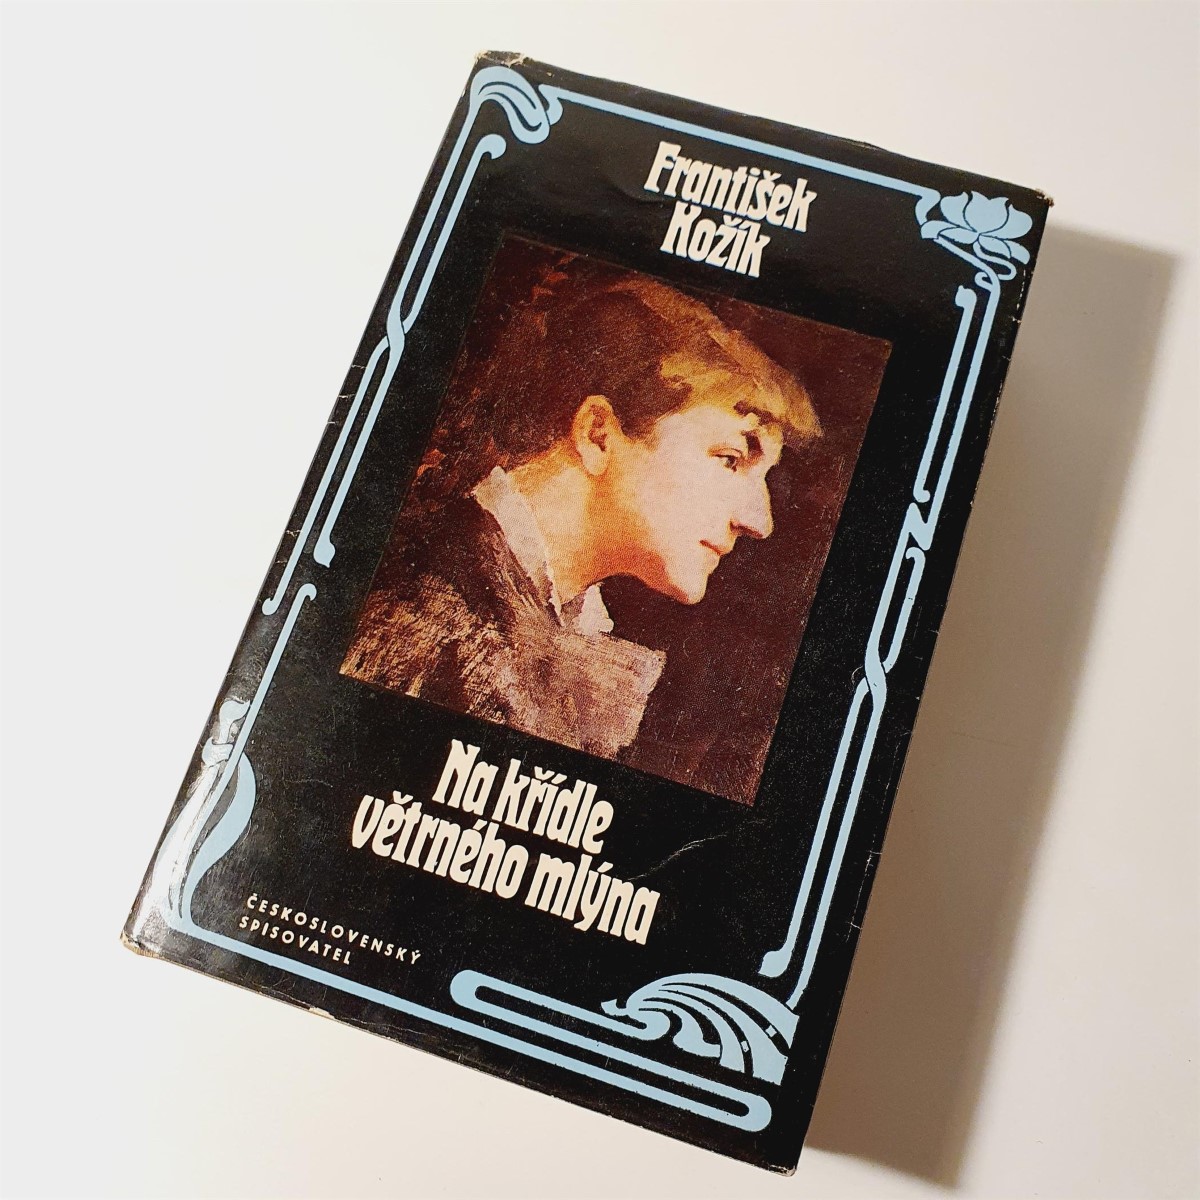 František
Kožík
Na křídle
větrného mlýna
ČESKOSLOVENSKÝ
SPISOVATEL